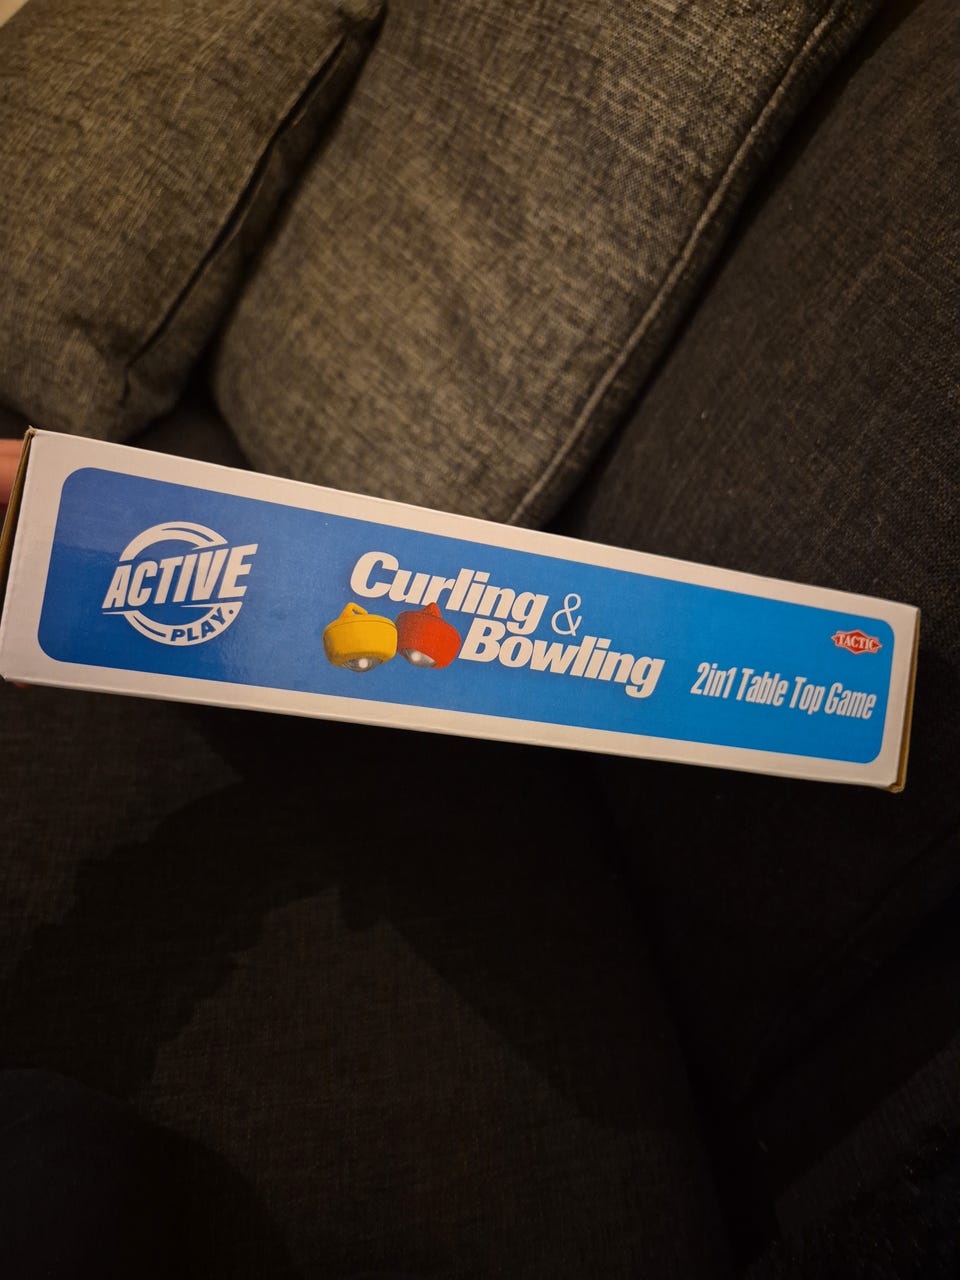 ACTIVE
PLAY.
Curling &
Bowling
TACTIC
2in1 Table Top Game